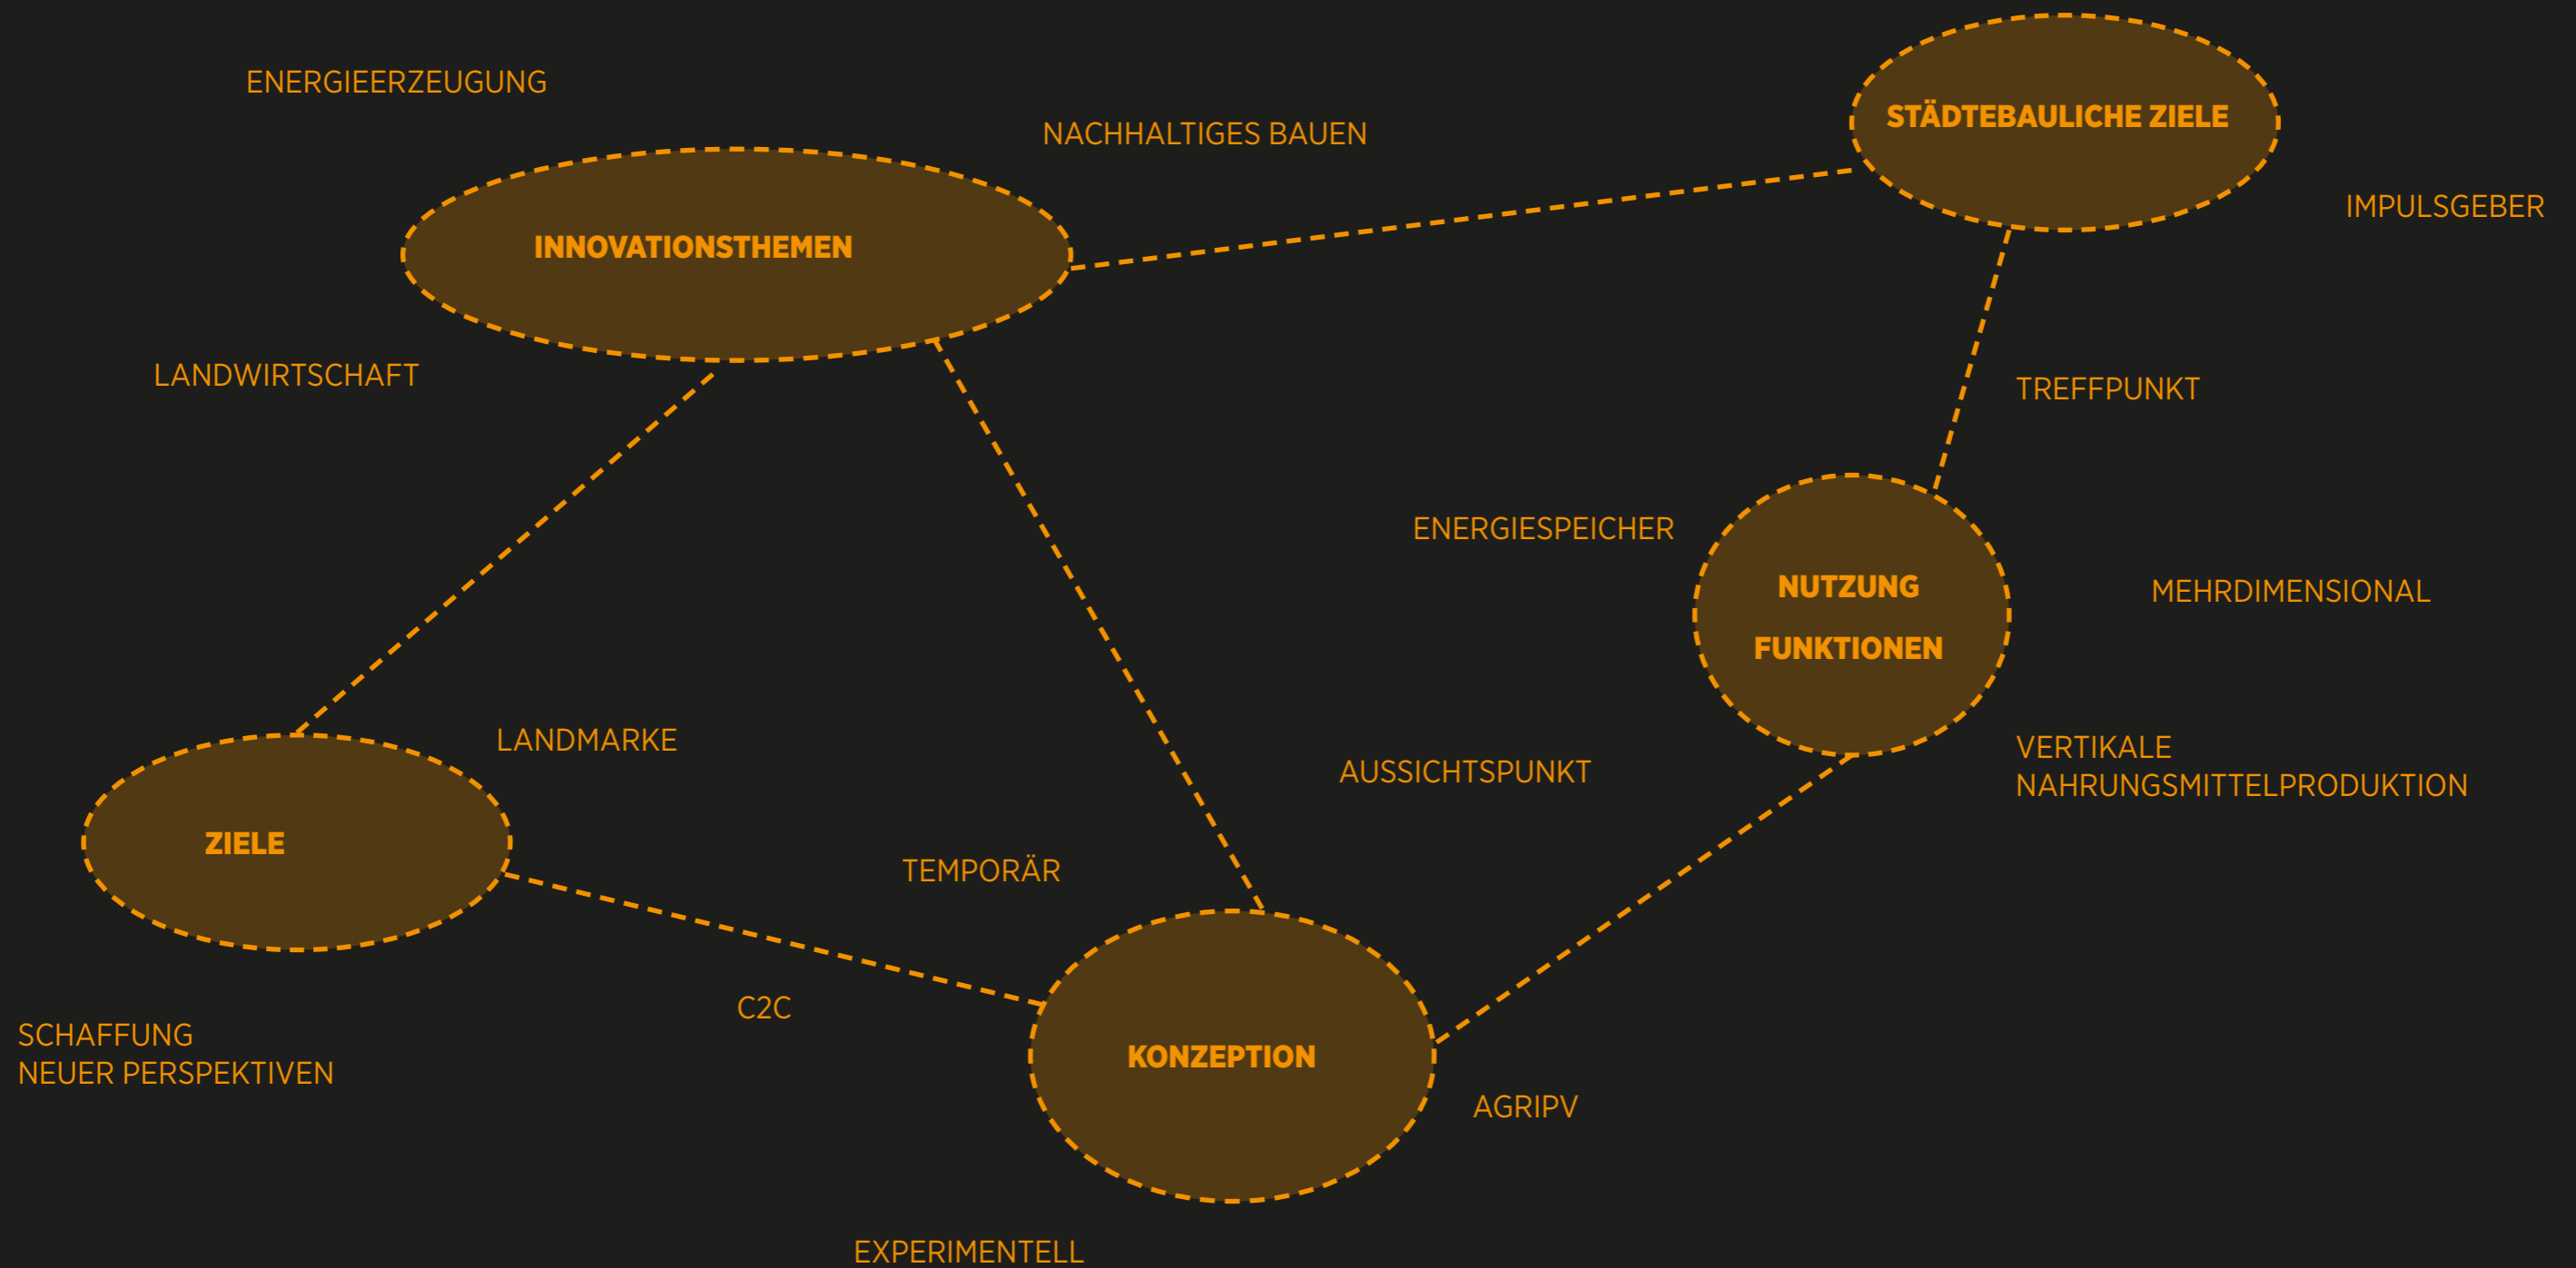 ENERGIEERZEUGUNG
NACHHALTIGES BAUEN
STÄDTEBAULICHE ZIELE
IMPULSGEBER
INNOVATIONSTHEMEN
LANDWIRTSCHAFT
TREFFPUNKT
ENERGIESPEICHER
NUTZUNG
FUNKTIONEN
MEHRDIMENSIONAL
VERTIKALE
NAHRUNGSMITTELPRODUKTION
LANDMARKE
AUSSICHTSPUNKT
ZIELE
TEMPORÄR
C2C
SCHAFFUNG
NEUER PERSPEKTIVEN
KONZEPTION
AGRIPV
EXPERIMENTELL